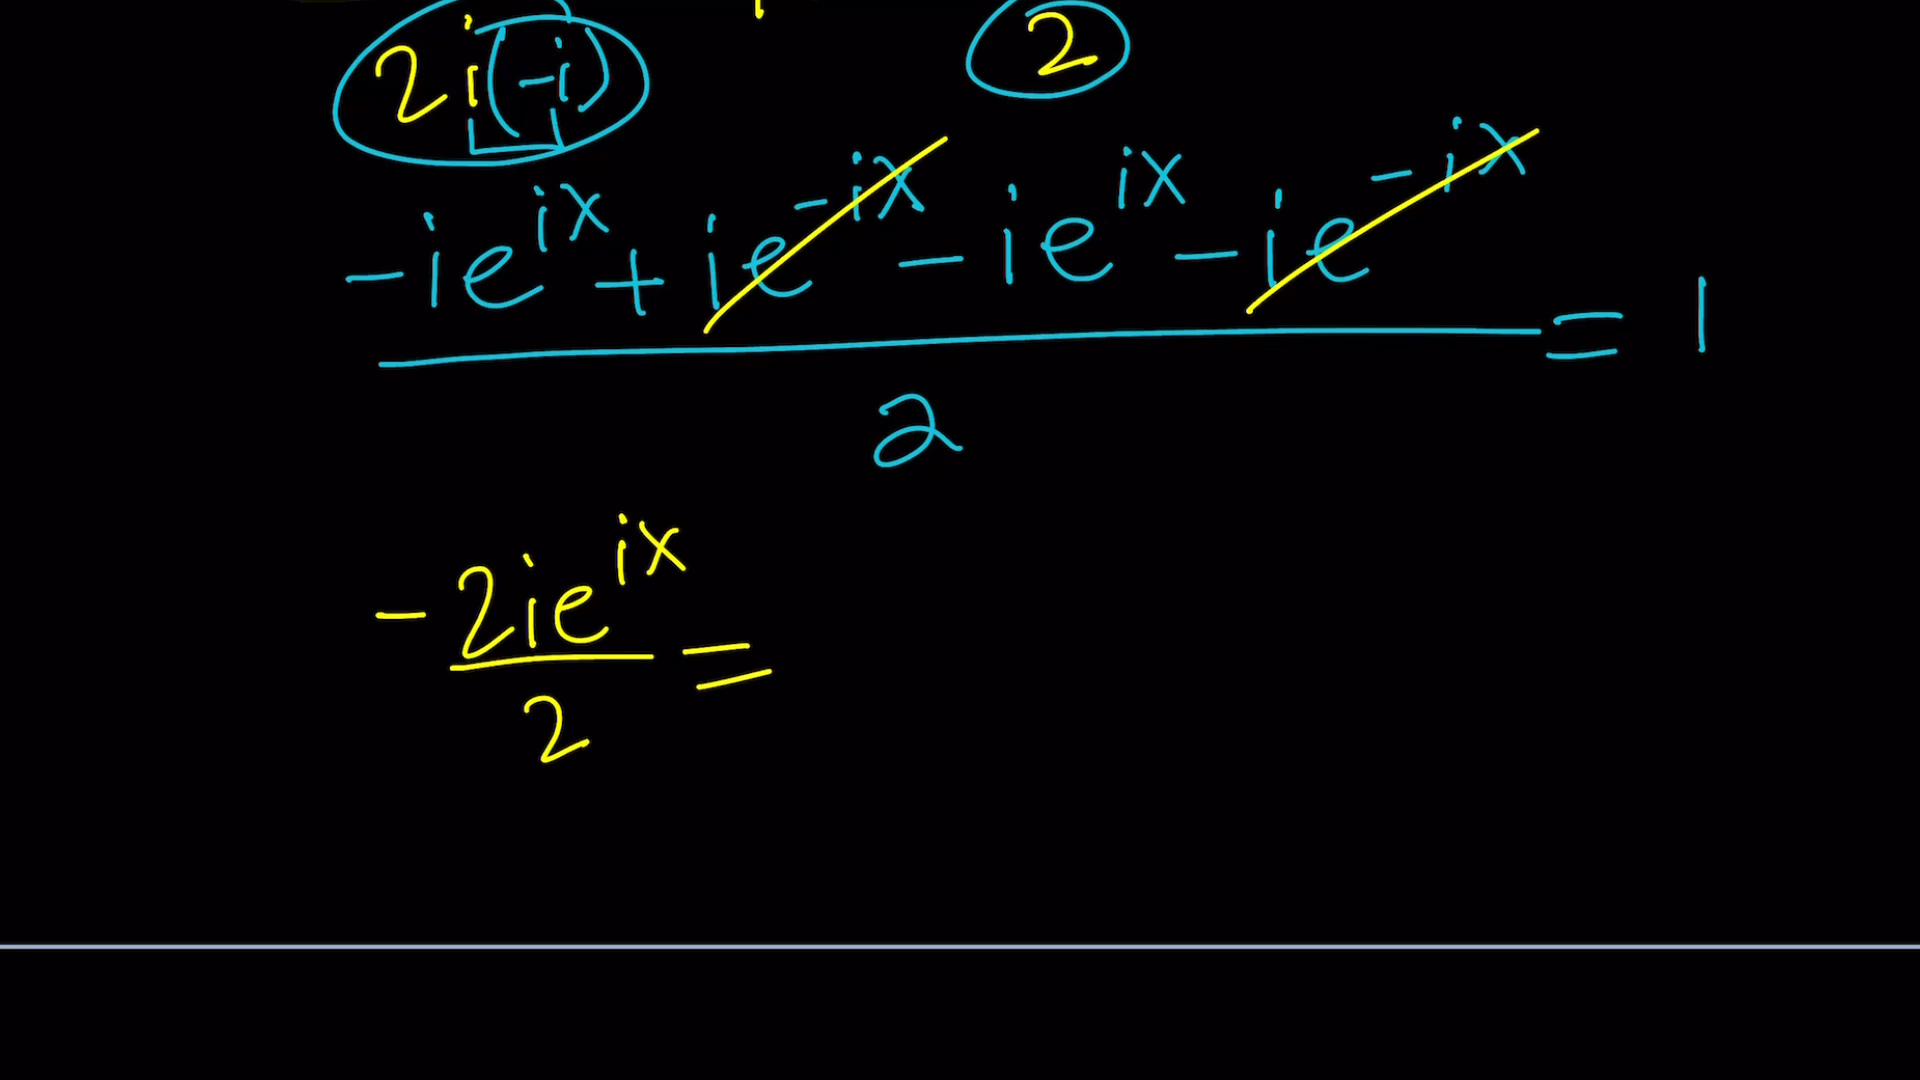 2i(-i) 2
-ie^{ix} + ie^{-ix} - ie^{ix} - ie^{-ix}
= 1
2
-2ie^{ix}
=
2